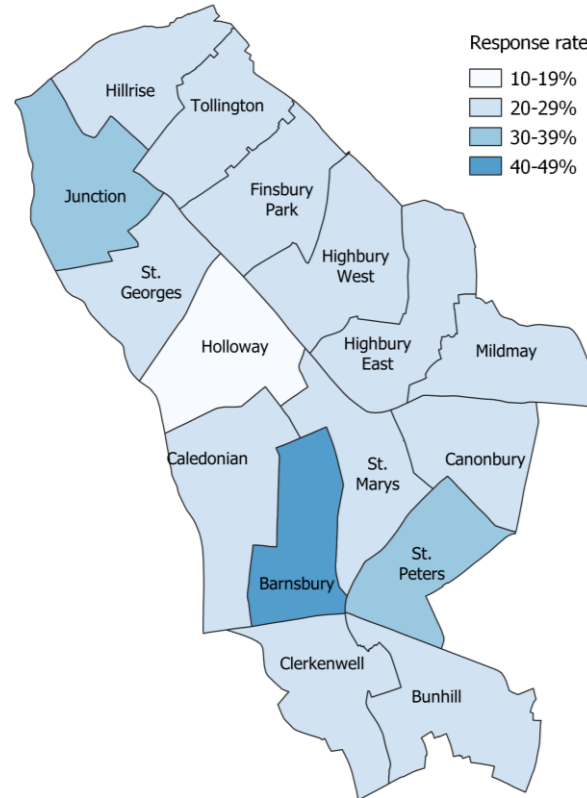 Response rate
10-19%
20-29%
30-39%
40-49%
Hillrise
Tollington
Junction
Finsbury
Park
St.
Georges
Highbury
West
Holloway
Highbury
East
Mildmay
Caledonian
St.
Marys
Canonbury
Barnsbury
St.
Peters
Clerkenwell
Bunhill